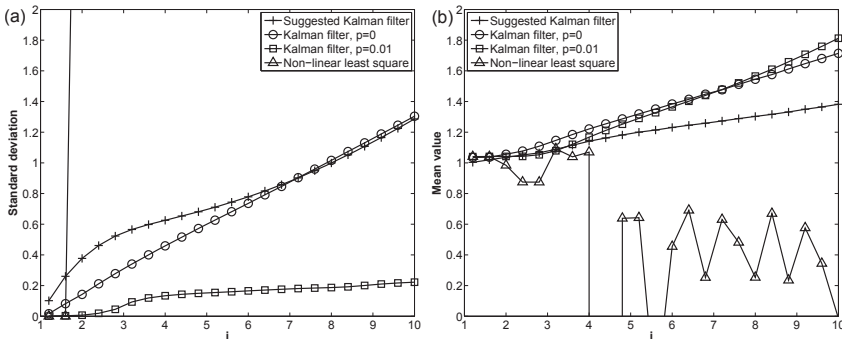 (a)
Standard deviation
2
1.8
1.6
1.4
1.2
1
0.8
0.6
0.4
0.2
0
1 2 3 4 5 6 7 8 9 10
i
Suggested Kalman filter
Kalman filter, p=0
Kalman filter, p=0.01
Non-linear least square
(b)
Mean value
2
1.8
1.6
1.4
1.2
1
0.8
0.6
0.4
0.2
0
1 2 3 4 5 6 7 8 9 10
i
Suggested Kalman filter
Kalman filter, p=0
Kalman filter, p=0.01
Non-linear least square